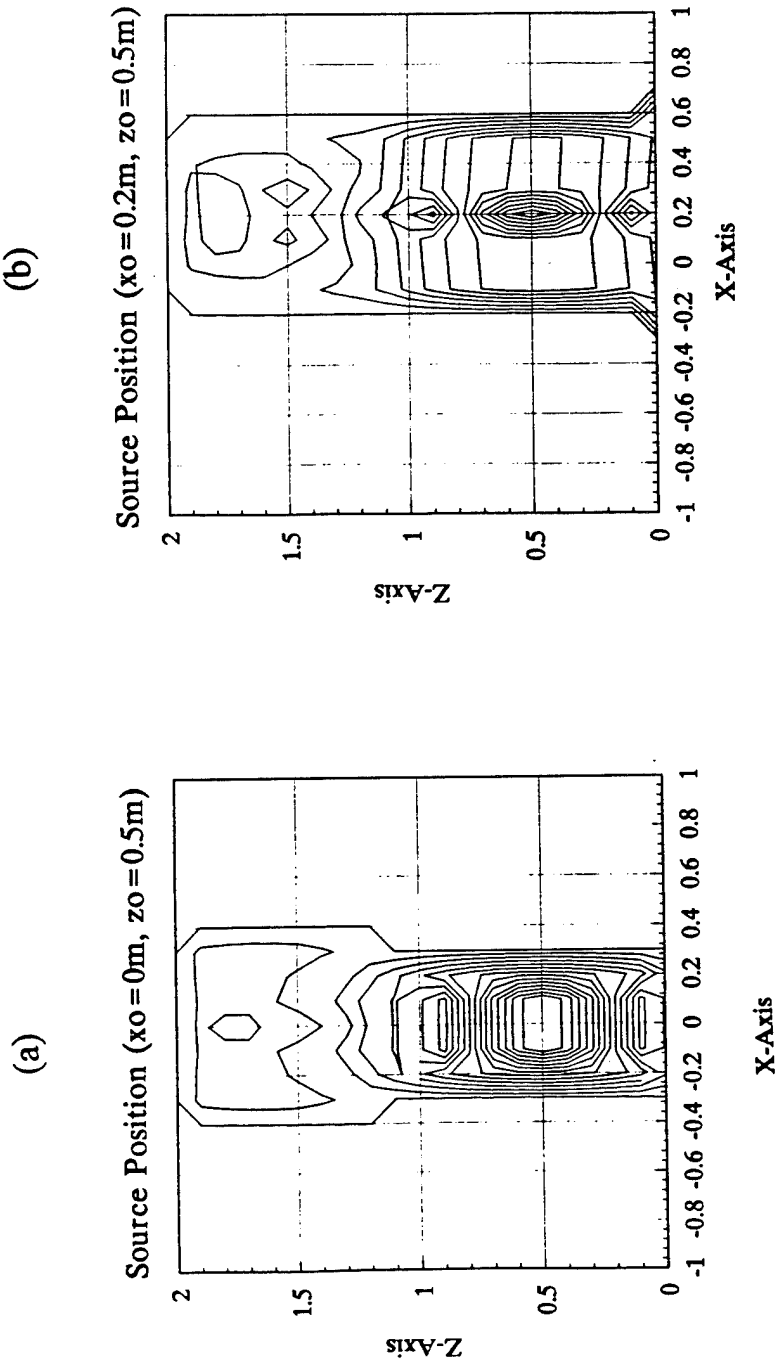 (a)
Source Position (xo=0m, zo=0.5m)
2
1.5
1
0.5
0
Z-Axis
-1 -0.8 -0.6 -0.4 -0.2 0 0.2 0.4 0.6 0.8 1
X-Axis
(b)
Source Position (xo=0.2m, zo=0.5m)
2
1.5
1
0.5
0
Z-Axis
-1 -0.8 -0.6 -0.4 -0.2 0 0.2 0.4 0.6 0.8 1
X-Axis